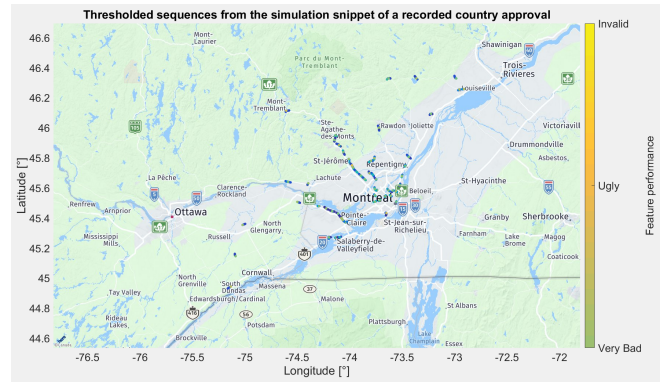 Thresholded sequences from the simulation snippet of a recorded country approval
46.6
46.4
46.2
46
45.8
45.6
45.4
45.2
45
44.8
44.6
Latitude [°]
Mont-
Laurier
Parc du Mont-
Tremblant
Shawinigan
Trois-
Rivieres
Louiseville
Mont-
Tremblant
Ste-
Agathe-
des-Monts
Rawdon
Joliette
Victoriavill
Drummondville
Asbestos
St-Jérôme
Repentigny
La Pêche
Lachute
St-Hyacinthe
Clarence-
Rockland
Montreal
Beloeil
Renfrew
Arnprior
Ottawa
Pointe-
Claire
St-Jean-sur-
Richelieu
Granby
Sherbrooke
Mississippi
Mills
Russell
North
Glengarry
Salaberry-de-
Valleyfield
Farnham
Lake
Brome
Magog
Coaticook
401
Cornwall
North
Grenville
South
Dundas
Massena
Tay Valley
Edwardsburgh/Cardinal
37
Malone
Rideau
Lakes
416
56
Potsdam
Plattsburgh
St Albans
Brockville
Lake
Champlain
Essex
-76.5
-76
-75.5
-75
-74.5
-74
-73.5
-73
-72.5
-72
Longitude [°]
Invalid
Ugly
Very Bad
Feature performance